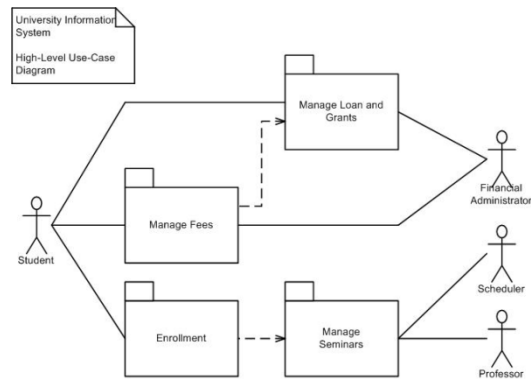 University Information
System
High-Level Use-Case
Diagram
Manage Loan and
Grants
Manage Fees
Student
Financial
Administrator
Enrollment
Manage
Seminars
Scheduler
Professor